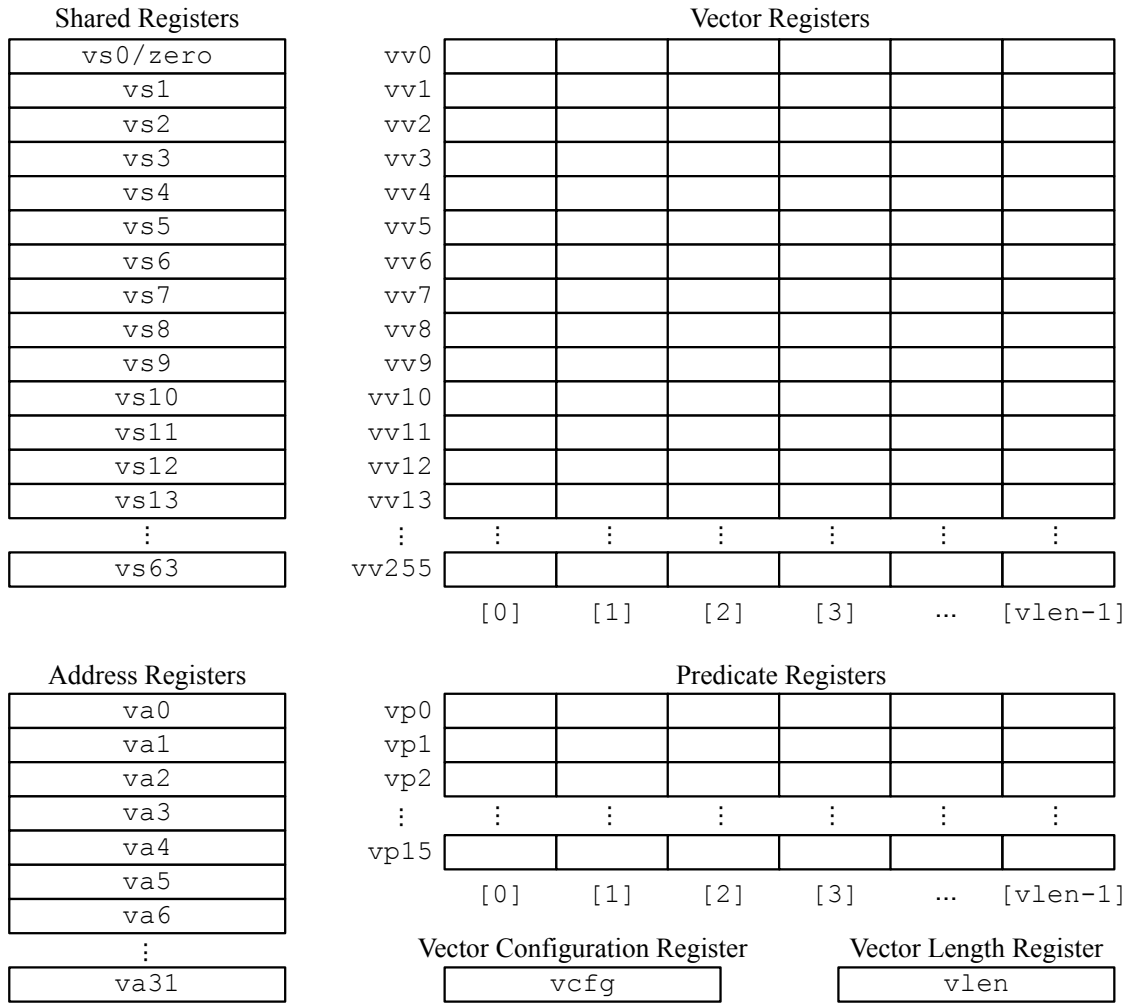 Shared Registers
vs0/zero
vs1
vs2
vs3
vs4
vs5
vs6
vs7
vs8
vs9
vs10
vs11
vs12
vs13
⋮
vs63
Vector Registers
vv0
vv1
vv2
vv3
vv4
vv5
vv6
vv7
vv8
vv9
vv10
vv11
vv12
vv13
⋮ ⋮ ⋮ ⋮ ⋮ ⋮ ⋮
vv255
[0] [1] [2] [3] ... [vlen-1]
Address Registers
va0
va1
va2
va3
va4
va5
va6
⋮
va31
Predicate Registers
vp0
vp1
vp2
⋮ ⋮ ⋮ ⋮ ⋮ ⋮ ⋮
vp15
[0] [1] [2] [3] ... [vlen-1]
Vector Configuration Register
vcfg
Vector Length Register
vlen